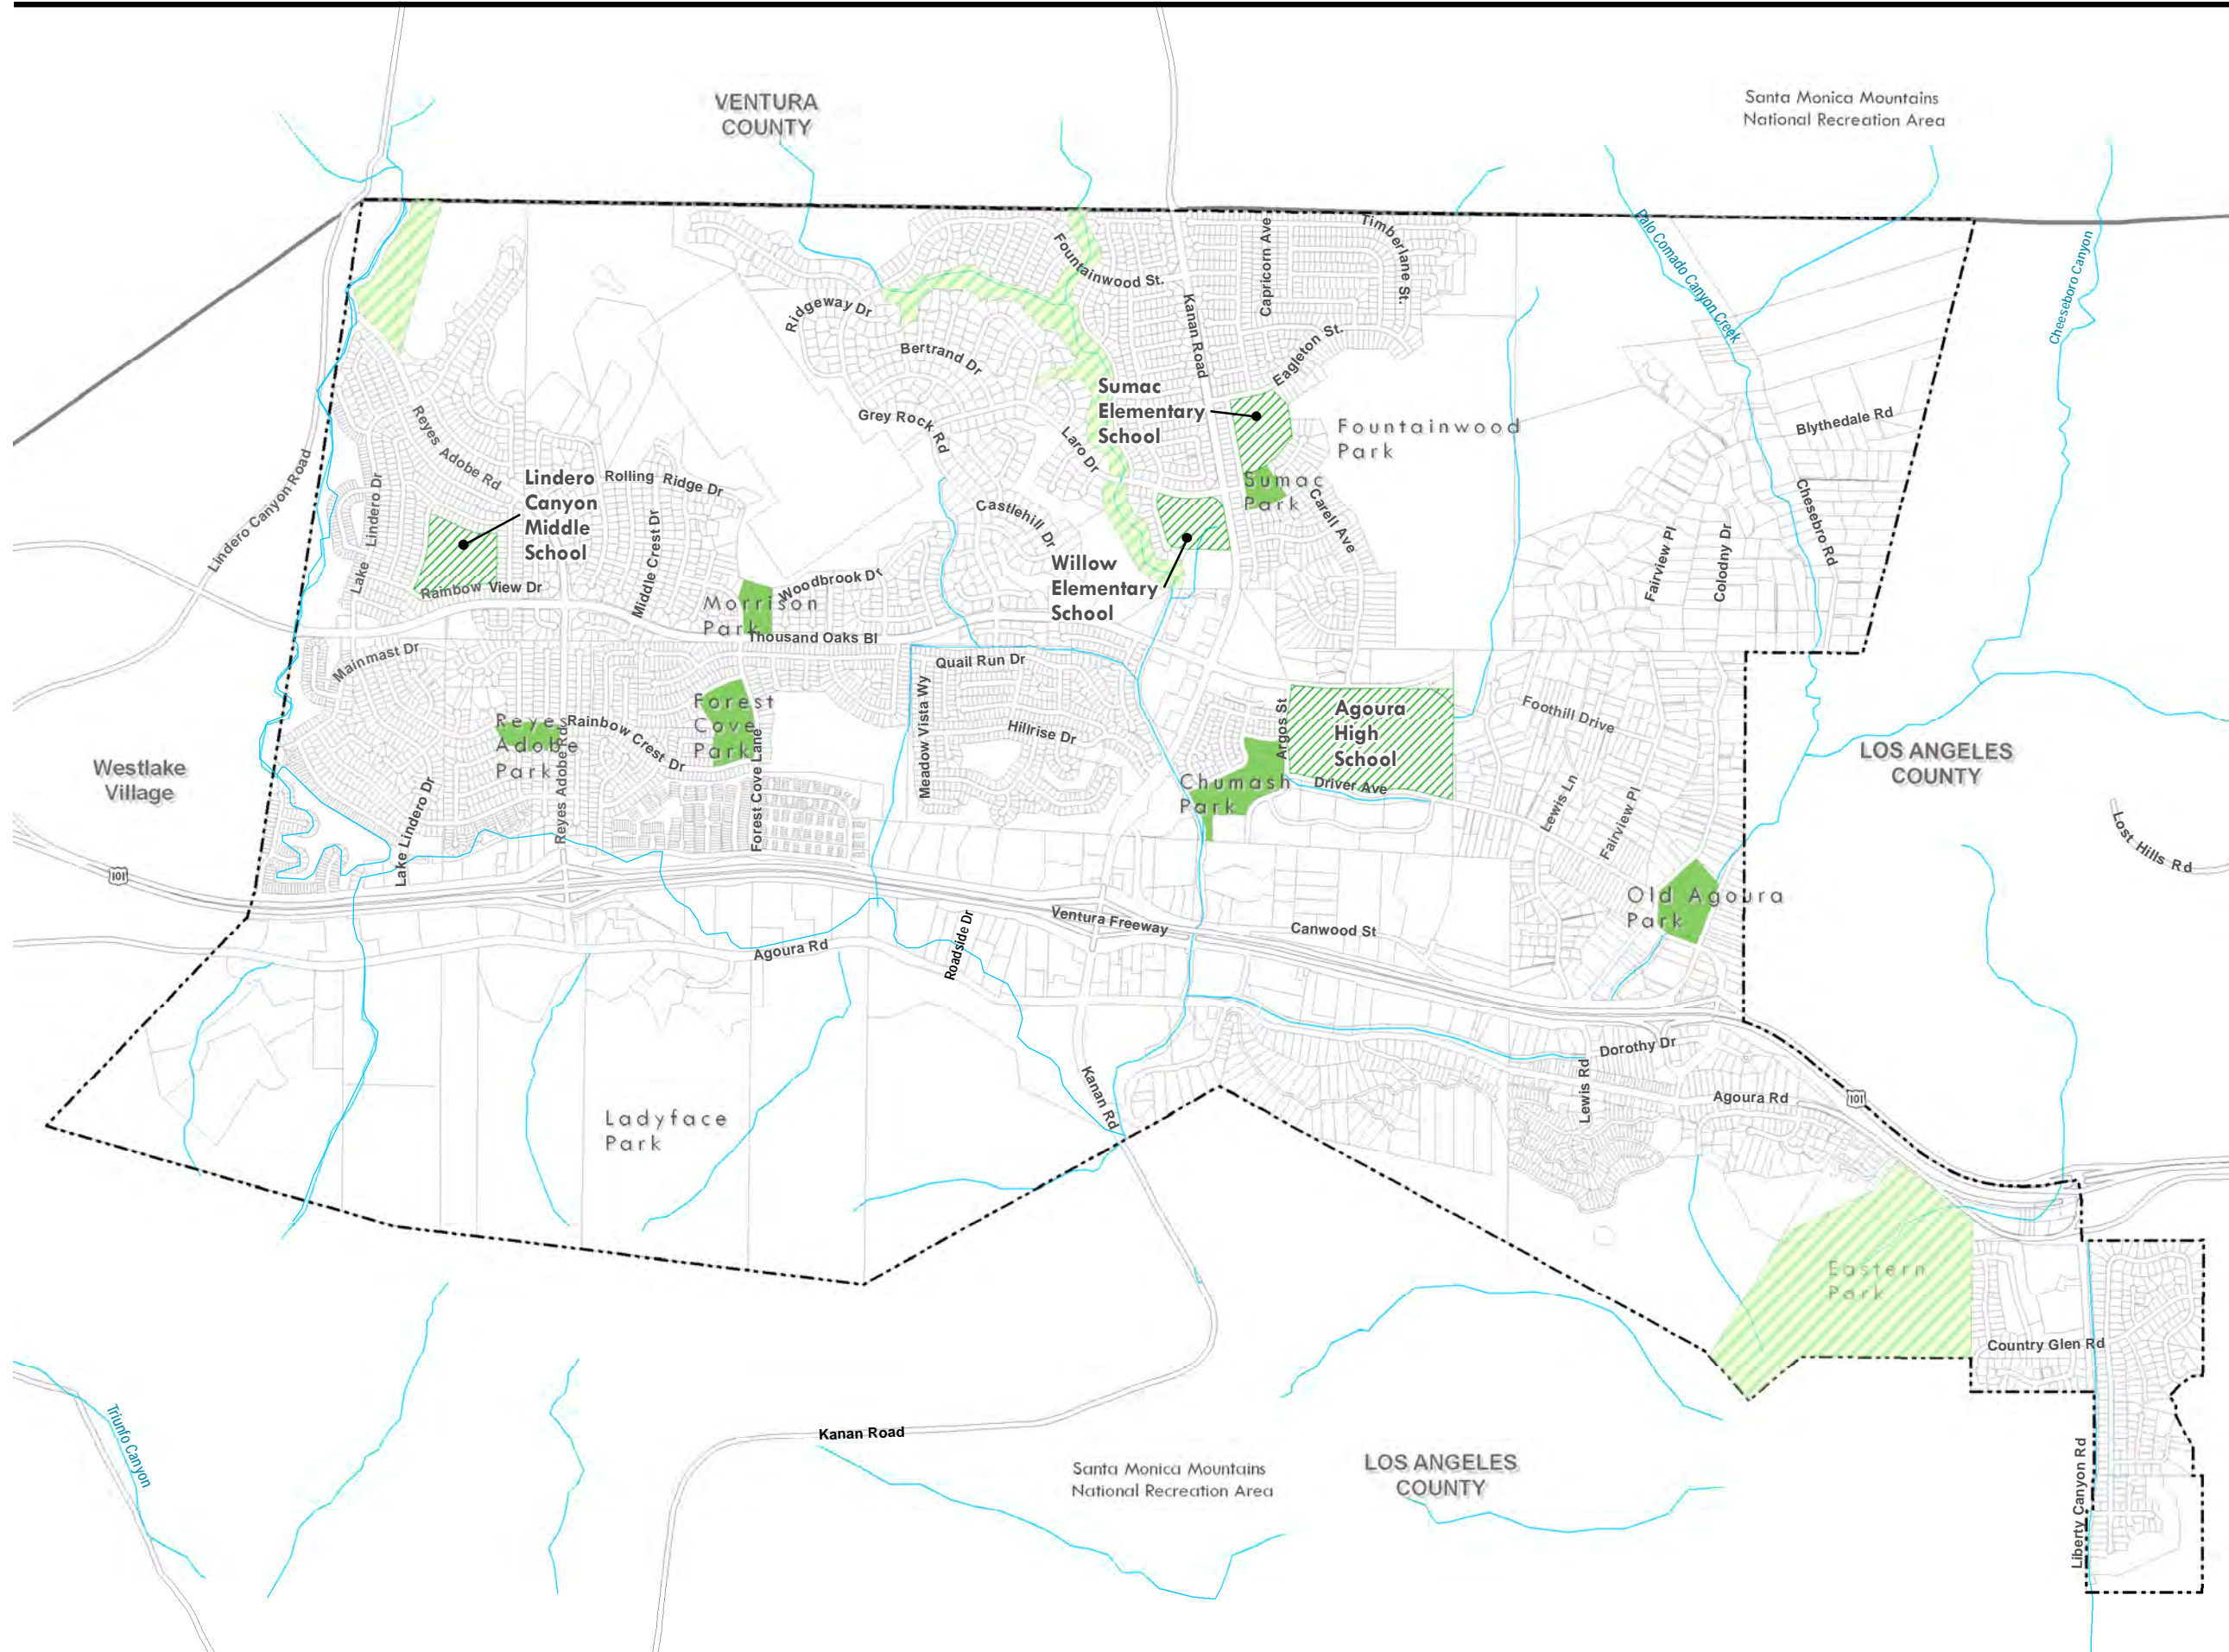 VENTURA
COUNTY
Santa Monica Mountains
National Recreation Area
Palo Comado Canyon Creek
Cheeseboro Canyon
Timberlane St.
Capricorn Ave
Fountainwood St.
Kanan Road
Ridgeway Dr
Bertrand Dr
Eagleton St.
Sumac
Elementary
School
Grey Rock Rd
Fountainwood
Park
Blythedale Rd
Reyes Adobe Rd
Laro Dr
Lindero
Canyon
Middle
School
Rolling Ridge Dr
Sumac
Park
Carell Ave
Chesebro Rd
Lindero Canyon Road
Lake Lindero Dr
Middle Crest Dr
Castlehill Dr
Fairview Pl
Colodny Dr
Willow
Elementary
School
Rainbow View Dr
Woodbrook Dr
Morrison
Park
Thousand Oaks Bl
Mainmast Dr
Quail Run Dr
Meadow Vista Wy
Forest
Cove
Park
Reyes
Adobe
Park
Rainbow Crest Dr
Reyes Adobe Rd
Forest Cove Lane
Hillrise Dr
Argos St
Agoura
High
School
Foothill Drive
Chumash
Park
Driver Ave
Lewis Ln
Fairview Pl
LOS ANGELES
COUNTY
Westlake
Village
Lake Lindero Dr
Lost Hills Rd
101
Old Agoura
Park
Ventura Freeway
Canwood St
Roadside Dr
Agoura Rd
Dorothy Dr
Lewis Rd
Agoura Rd
101
Kanan Rd
Ladyface
Park
Eastern
Park
Country Glen Rd
Triunfo Canyon
Kanan Road
Santa Monica Mountains
National Recreation Area
LOS ANGELES
COUNTY
Liberty Canyon Rd